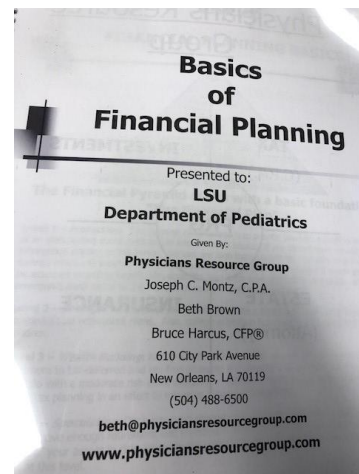 Basics
of
Financial Planning
Presented to:
LSU
Department of Pediatrics
Given By:
Physicians Resource Group
Joseph C. Montz, C.P.A.
Beth Brown
Bruce Harcus, CFP®
610 City Park Avenue
New Orleans, LA 70119
(504) 488-6500
beth@physiciansresourcegroup.com
www.physiciansresourcegroup.com